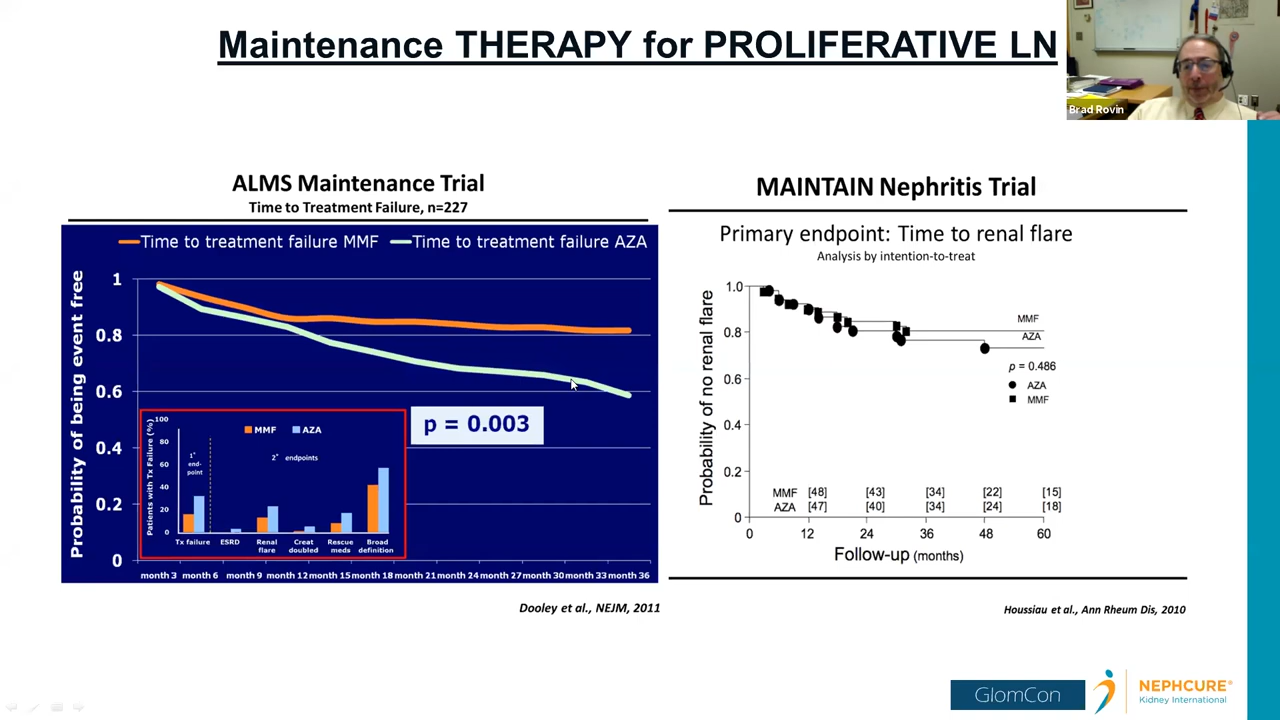 Maintenance THERAPY for PROLIFERATIVE LN
Brad Rovin
ALMS Maintenance Trial
Time to Treatment Failure, n=227
Time to treatment failure MMF
Time to treatment failure AZA
Probability of being event free
1
0.8
0.6
0.4
0.2
0
p = 0.003
Patients with Tx Failure (%)
100
80
60
40
20
0
MMF
AZA
1°
end-
point
2° endpoints
Tx failure
ESRD
Renal
flare
Creat
doubled
Rescue
meds
Broad
definition
month 3 month 6 month 9 month 12 month 15 month 18 month 21 month 24 month 27 month 30 month 33 month 36
Dooley et al., NEJM, 2011
MAINTAIN Nephritis Trial
Primary endpoint: Time to renal flare
Analysis by intention-to-treat
Probability of no renal flare
1.0
0.8
0.6
0.4
0.2
0
MMF
AZA
p = 0.486
AZA
MMF
MMF [48] [43] [34] [22] [15]
AZA [47] [40] [34] [24] [18]
0 12 24 36 48 60
Follow-up (months)
Houssiau et al., Ann Rheum Dis, 2010
GlomCon
NEPHCURE®
Kidney International